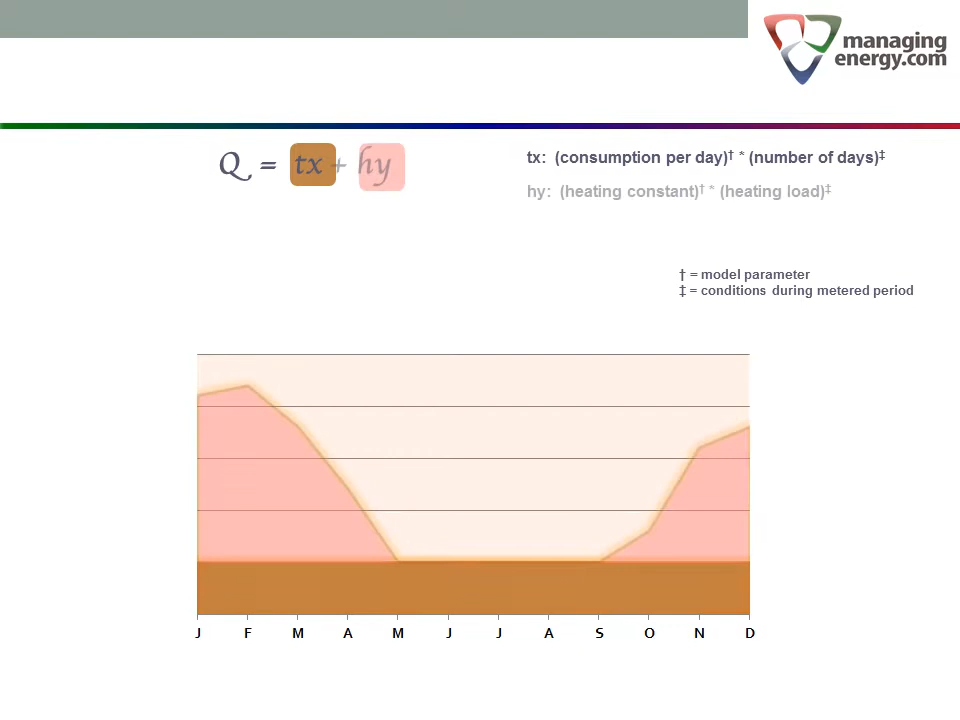 managing
energy.com
Q = tx + hy
tx: (consumption per day)† * (number of days)‡
hy: (heating constant)† * (heating load)‡
† = model parameter
‡ = conditions during metered period
J F M A M J J A S O N D